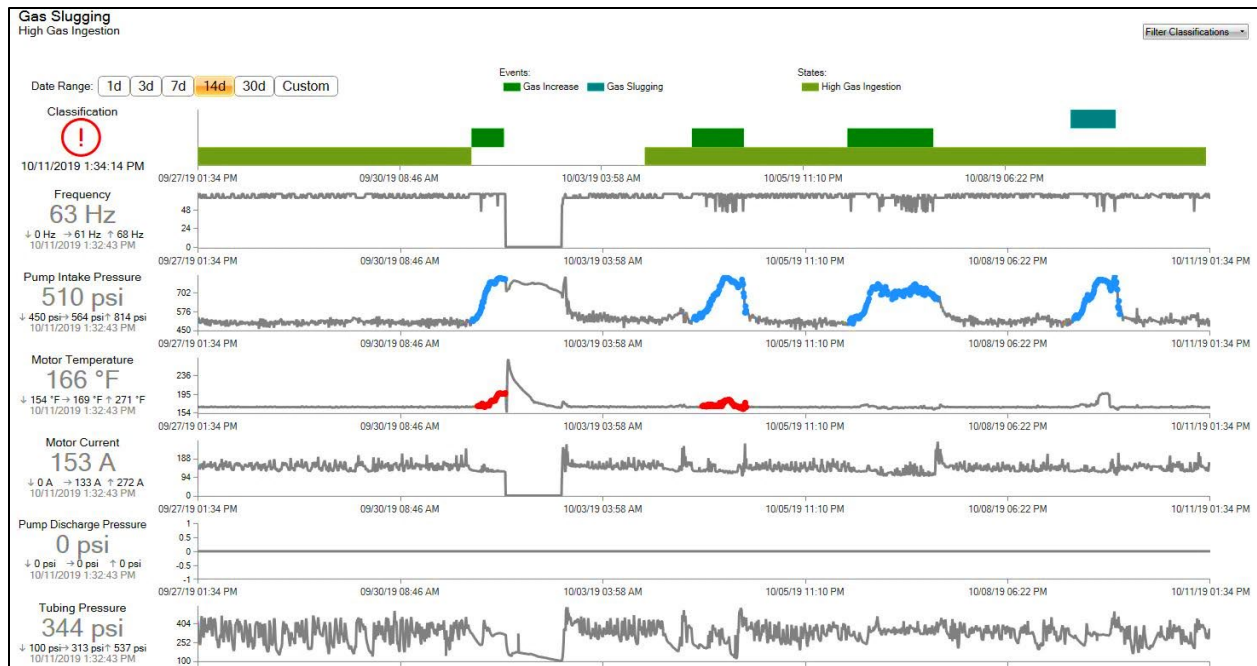 Gas Slugging
High Gas Ingestion
Filter Classifications
Date Range: 1d 3d 7d 14d 30d Custom
Events:
Gas Increase Gas Slugging
States:
High Gas Ingestion
Classification
!
10/11/2019 1:34:14 PM
09/27/19 01:34 PM 09/30/19 08:46 AM 10/03/19 03:58 AM 10/05/19 11:10 PM 10/08/19 06:22 PM
Frequency
63 Hz
↓ 0 Hz → 61 Hz ↑ 68 Hz
10/11/2019 1:32:43 PM
48
24
0
09/27/19 01:34 PM 09/30/19 08:46 AM 10/03/19 03:58 AM 10/05/19 11:10 PM 10/08/19 06:22 PM 10/11/19 01:34 PM
Pump Intake Pressure
510 psi
↓ 450 psi → 564 psi ↑ 814 psi
10/11/2019 1:32:43 PM
702
576
450
09/27/19 01:34 PM 09/30/19 08:46 AM 10/03/19 03:58 AM 10/05/19 11:10 PM 10/08/19 06:22 PM 10/11/19 01:34 PM
Motor Temperature
166 °F
↓ 154 °F → 169 °F ↑ 271 °F
10/11/2019 1:32:43 PM
236
195
154
09/27/19 01:34 PM 09/30/19 08:46 AM 10/03/19 03:58 AM 10/05/19 11:10 PM 10/08/19 06:22 PM 10/11/19 01:34 PM
Motor Current
153 A
↓ 0 A → 133 A ↑ 272 A
10/11/2019 1:32:43 PM
188
94
0
09/27/19 01:34 PM 09/30/19 08:46 AM 10/03/19 03:58 AM 10/05/19 11:10 PM 10/08/19 06:22 PM 10/11/19 01:34 PM
Pump Discharge Pressure
0 psi
↓ 0 psi → 0 psi ↑ 0 psi
10/11/2019 1:32:43 PM
1
0.5
0
-0.5
-1
09/27/19 01:34 PM 09/30/19 08:46 AM 10/03/19 03:58 AM 10/05/19 11:10 PM 10/08/19 06:22 PM 10/11/19 01:34 PM
Tubing Pressure
344 psi
↓ 100 psi → 313 psi ↑ 537 psi
10/11/2019 1:32:43 PM
404
252
100